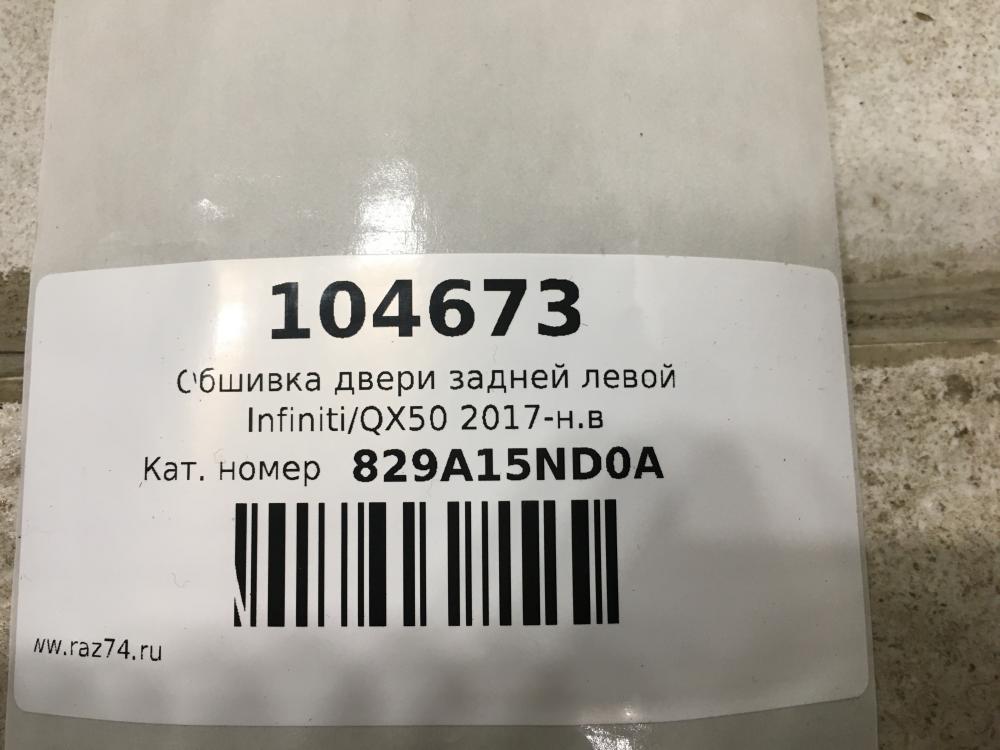 104673
Обшивка двери задней левой
Infiniti/QX50 2017-н.в
Кат. номер 829A15ND0A
ww.raz74.ru